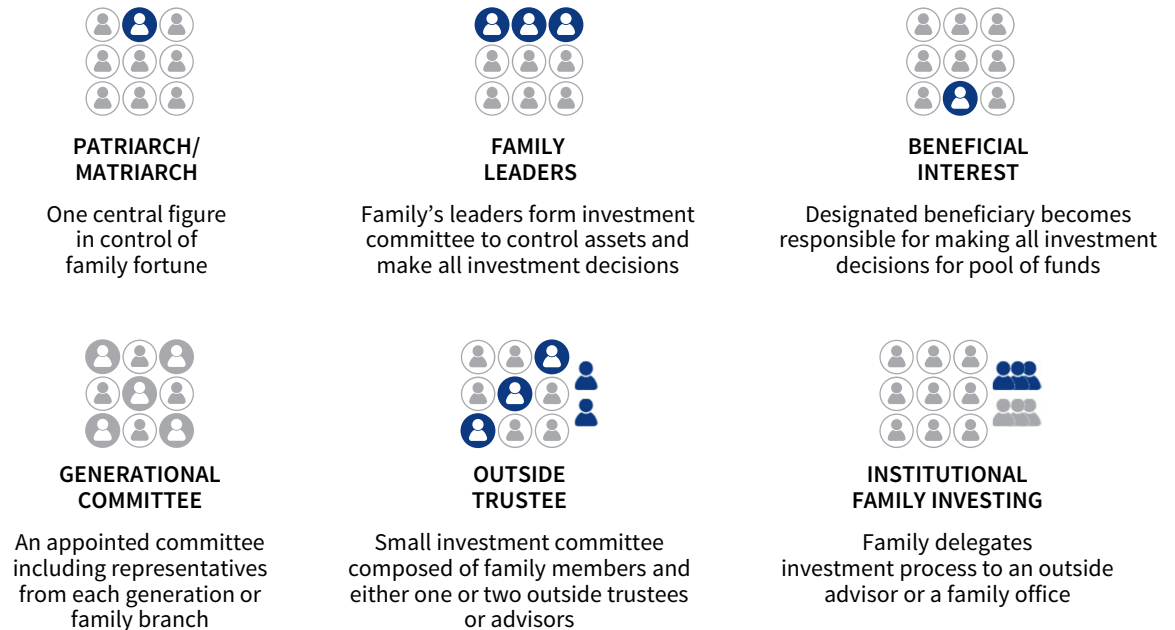 PATRIARCH/
MATRIARCH
One central figure
in control of
family fortune
FAMILY
LEADERS
Family’s leaders form investment
committee to control assets and
make all investment decisions
BENEFICIAL
INTEREST
Designated beneficiary becomes
responsible for making all investment
decisions for pool of funds
GENERATIONAL
COMMITTEE
An appointed committee
including representatives
from each generation or
family branch
OUTSIDE
TRUSTEE
Small investment committee
composed of family members and
either one or two outside trustees
or advisors
INSTITUTIONAL
FAMILY INVESTING
Family delegates
investment process to an outside
advisor or a family office